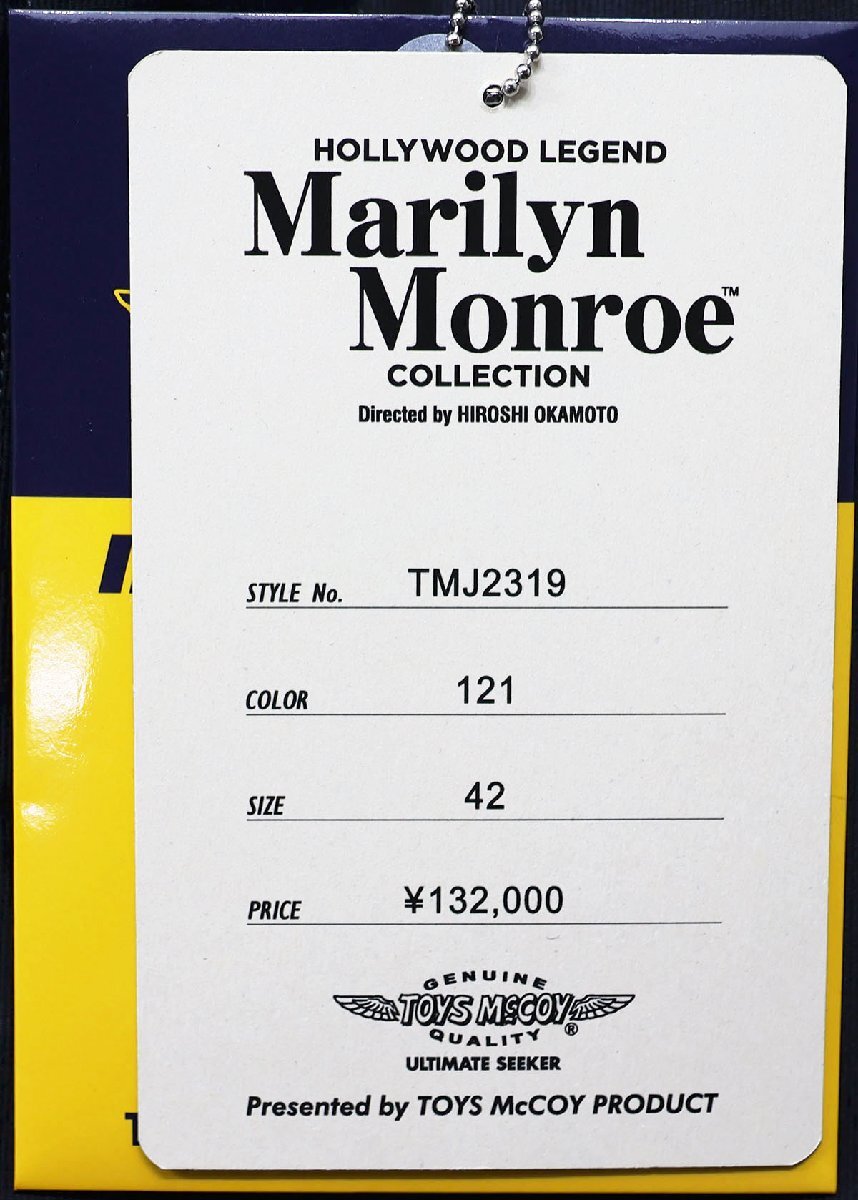 HOLLYWOOD LEGEND
Marilyn
Monroe™
COLLECTION
Directed by HIROSHI OKAMOTO
STYLE No. TMJ2319
COLOR 121
SIZE 42
PRICE ¥132,000
GENUINE
TOYS McCOY®
QUALITY
ULTIMATE SEEKER
Presented by TOYS McCOY PRODUCT